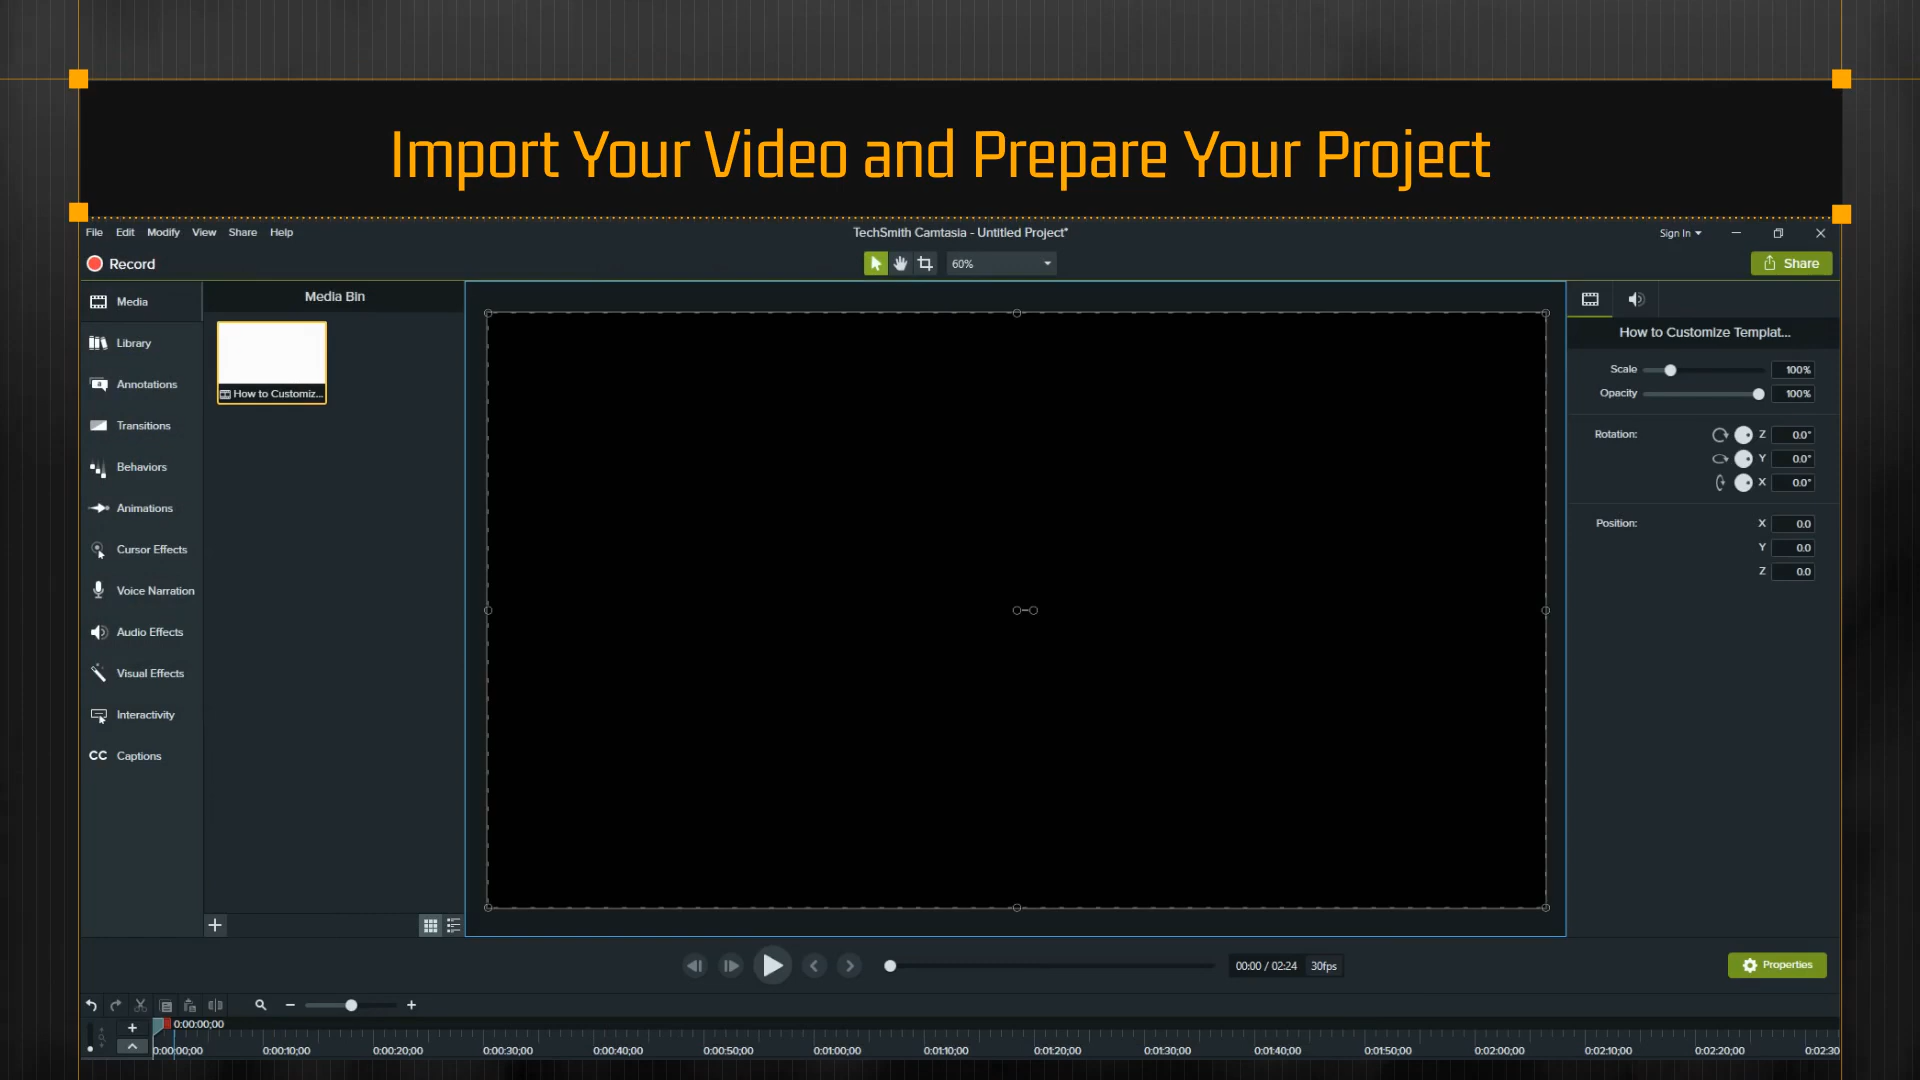 Import Your Video and Prepare Your Project
File Edit Modify View Share Help
TechSmith Camtasia - Untitled Project*
Sign In
Record
60%
Share
Media
Media Bin
How to Customize Templat...
Library
How to Customiz...
Scale 100%
Annotations
Opacity 100%
Transitions
Rotation: Z 0.0°
Y 0.0°
Behaviors
X 0.0°
Animations
Position: X 0.0
Cursor Effects
Y 0.0
Z 0.0
Voice Narration
Audio Effects
Visual Effects
Interactivity
CC Captions
00:00 / 02:24 30fps
Properties
0:00:00;00
0:00:00;00 0:00:10;00 0:00:20;00 0:00:30;00 0:00:40;00 0:00:50;00 0:01:00;00 0:01:10;00 0:01:20;00 0:01:30;00 0:01:40;00 0:01:50;00 0:02:00;00 0:02:10;00 0:02:20;00 0:02:30